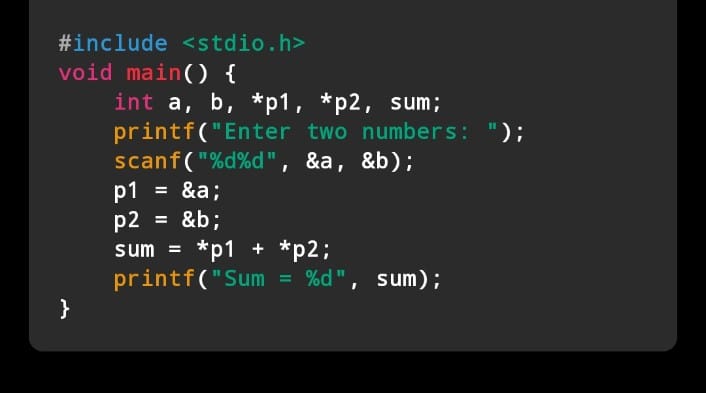 #include <stdio.h>
void main() {
    int a, b, *p1, *p2, sum;
    printf("Enter two numbers: ");
    scanf("%d%d", &a, &b);
    p1 = &a;
    p2 = &b;
    sum = *p1 + *p2;
    printf("Sum = %d", sum);
}